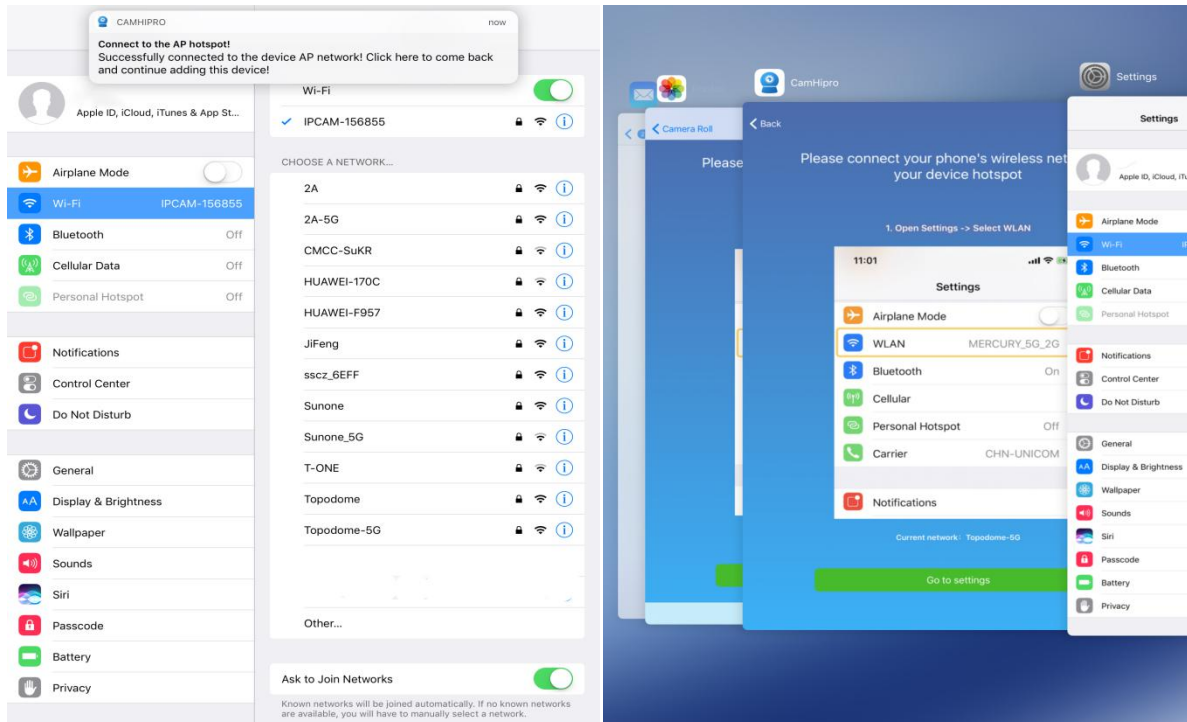 CAMHIPRO
now
Connect to the AP hotspot!
Successfully connected to the device AP network! Click here to come back
and continue adding this device!
Apple ID, iCloud, iTunes & App St...
Airplane Mode
Wi-Fi IPCAM-156855
Bluetooth Off
Cellular Data Off
Personal Hotspot Off
Notifications
Control Center
Do Not Disturb
General
AA Display & Brightness
Wallpaper
Sounds
Siri
Passcode
Battery
Privacy
Wi-Fi
IPCAM-156855
CHOOSE A NETWORK...
2A
2A-5G
CMCC-SuKR
HUAWEI-170C
HUAWEI-F957
JiFeng
sscz_6EFF
Sunone
Sunone_5G
T-ONE
Topodome
Topodome-5G
Other...
Ask to Join Networks
Known networks will be joined automatically. If no known networks
are available, you will have to manually select a network.
Camera Roll
Please
CamHipro
Back
Please connect your phone's wireless net
your device hotspot
1. Open Settings -> Select WLAN
11:01
Settings
Airplane Mode
WLAN MERCURY_5G_2G
Bluetooth On
Cellular
Personal Hotspot Off
Carrier CHN-UNICOM
Notifications
Current network: Topodome-5G
Go to settings
Settings
Settings
Apple ID, iCloud, iTu
Airplane Mode
Wi-Fi IP
Bluetooth
Cellular Data
Personal Hotspot
Notifications
Control Center
Do Not Disturb
General
AA Display & Brightness
Wallpaper
Sounds
Siri
Passcode
Battery
Privacy